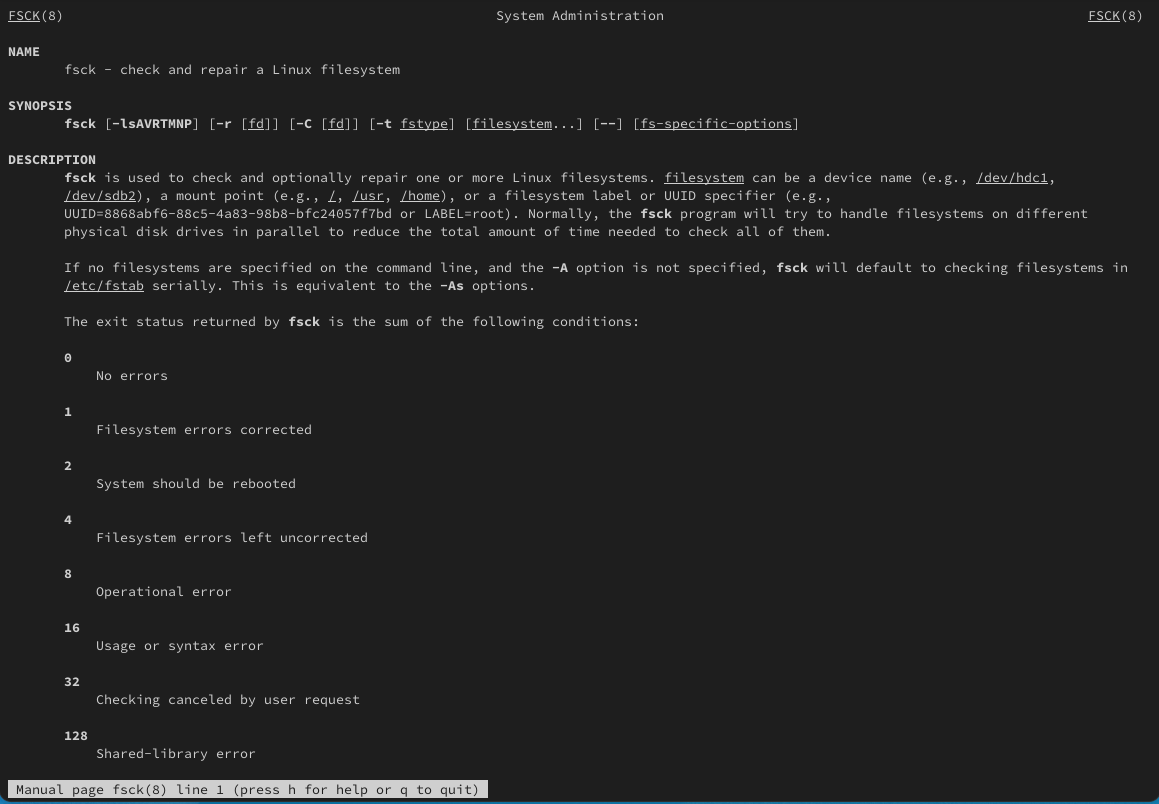 FSCK(8) System Administration FSCK(8)
NAME
fsck - check and repair a Linux filesystem
SYNOPSIS
fsck [-lsAVRTMNP] [-r [fd]] [-C [fd]] [-t fstype] [filesystem...] [--] [fs-specific-options]
DESCRIPTION
fsck is used to check and optionally repair one or more Linux filesystems. filesystem can be a device name (e.g., /dev/hdc1,
/dev/sdb2), a mount point (e.g., /, /usr, /home), or a filesystem label or UUID specifier (e.g.,
UUID=8868abf6-88c5-4a83-98b8-bfc24057f7bd or LABEL=root). Normally, the fsck program will try to handle filesystems on different
physical disk drives in parallel to reduce the total amount of time needed to check all of them.
If no filesystems are specified on the command line, and the -A option is not specified, fsck will default to checking filesystems in
/etc/fstab serially. This is equivalent to the -As options.
The exit status returned by fsck is the sum of the following conditions:
0
No errors
1
Filesystem errors corrected
2
System should be rebooted
4
Filesystem errors left uncorrected
8
Operational error
16
Usage or syntax error
32
Checking canceled by user request
128
Shared-library error
Manual page fsck(8) line 1 (press h for help or q to quit)